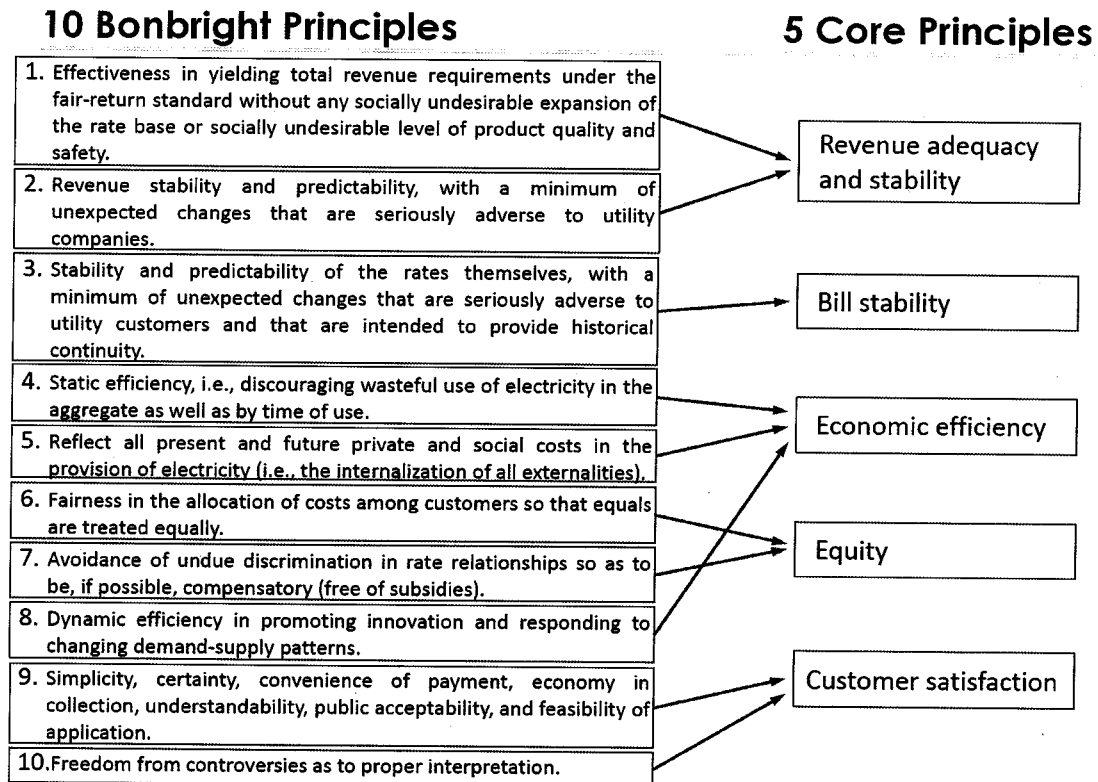 10 Bonbright Principles
5 Core Principles
1. Effectiveness in yielding total revenue requirements under the
fair-return standard without any socially undesirable expansion of
the rate base or socially undesirable level of product quality and
safety.
2. Revenue stability and predictability, with a minimum of
unexpected changes that are seriously adverse to utility
companies.
3. Stability and predictability of the rates themselves, with a
minimum of unexpected changes that are seriously adverse to
utility customers and that are intended to provide historical
continuity.
4. Static efficiency, i.e., discouraging wasteful use of electricity in the
aggregate as well as by time of use.
5. Reflect all present and future private and social costs in the
provision of electricity (i.e., the internalization of all externalities).
6. Fairness in the allocation of costs among customers so that equals
are treated equally.
7. Avoidance of undue discrimination in rate relationships so as to
be, if possible, compensatory (free of subsidies).
8. Dynamic efficiency in promoting innovation and responding to
changing demand-supply patterns.
9. Simplicity, certainty, convenience of payment, economy in
collection, understandability, public acceptability, and feasibility of
application.
10.Freedom from controversies as to proper interpretation.
Revenue adequacy
and stability
Bill stability
Economic efficiency
Equity
Customer satisfaction